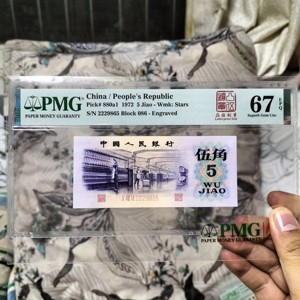 PMG
PAPER MONEY GUARANTY
China / People's Republic
Pick# 880a1 1972 5 Jiao - Wmk: Stars
S/N 2229865 Block 086 - Engraved
67 EPQ
Superb Gem Unc
中国人民银行
伍角
5
WU
JIAO
2229865
PMG
PAPER MONEY GUARANTY